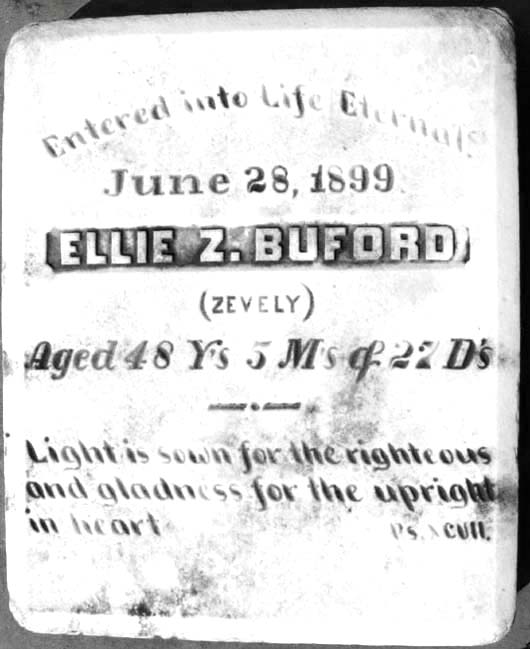 Entered into Life Eternal
June 28, 1899.
ELLIE Z. BUFORD
(ZEVELY)
Aged 48 Y's 5 M's & 27 D's
Light is sown for the righteous
and gladness for the upright
in heart
Ps. XCVII.